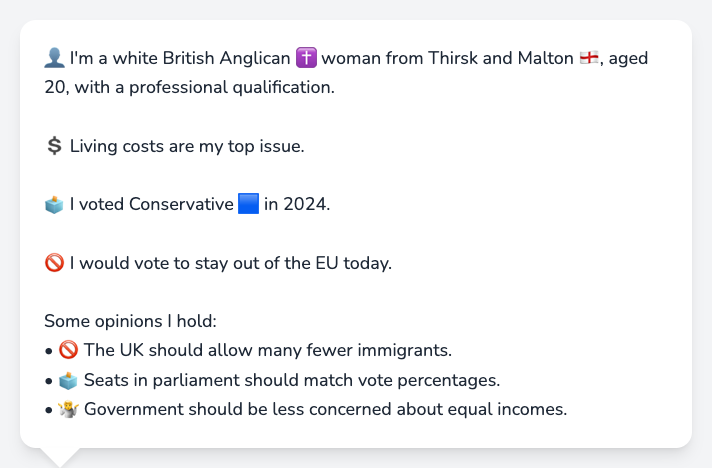 👤 I'm a white British Anglican ✝️ woman from Thirsk and Malton 🏴󠁧󠁢󠁥󠁮󠁧󠁿, aged
20, with a professional qualification.
💲 Living costs are my top issue.
🗳️ I voted Conservative 🟦 in 2024.
🚫 I would vote to stay out of the EU today.
Some opinions I hold:
• 🚫 The UK should allow many fewer immigrants.
• 🗳️ Seats in parliament should match vote percentages.
• 🤷 Government should be less concerned about equal incomes.